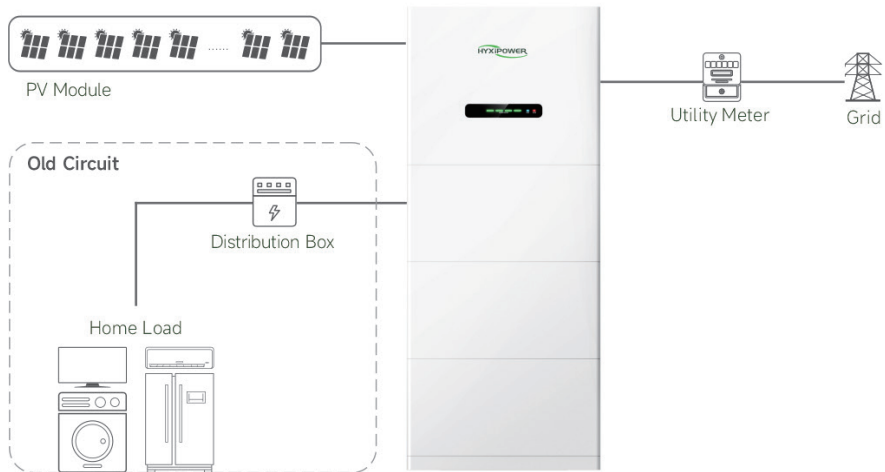 PV Module
HYXIPOWER
Utility Meter
Grid
Old Circuit
Distribution Box
Home Load